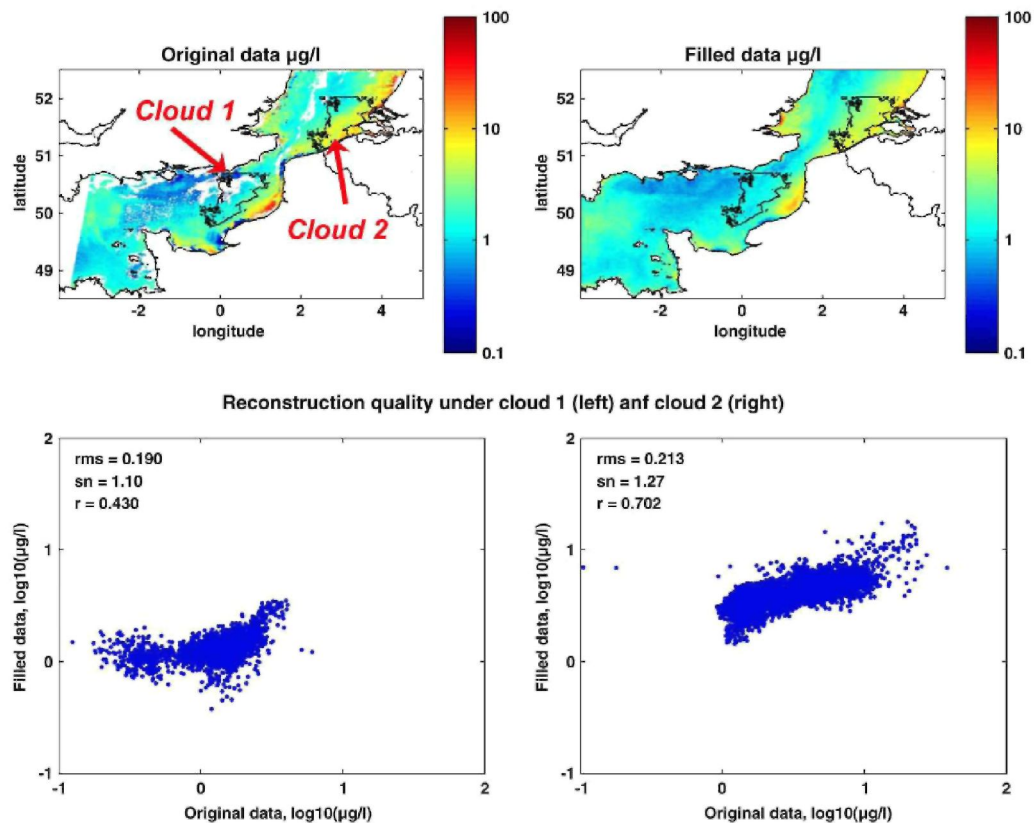 Original data µg/l
Cloud 1
Cloud 2
52
51
50
49
latitude
-2
0
2
4
longitude
100
10
1
0.1
Filled data µg/l
52
51
50
49
latitude
-2
0
2
4
longitude
100
10
1
0.1
Reconstruction quality under cloud 1 (left) anf cloud 2 (right)
rms = 0.190
sn = 1.10
r = 0.430
2
1
0
-1
Filled data, log10(µg/l)
-1
0
1
2
Original data, log10(µg/l)
rms = 0.213
sn = 1.27
r = 0.702
2
1
0
-1
Filled data, log10(µg/l)
-1
0
1
2
Original data, log10(µg/l)